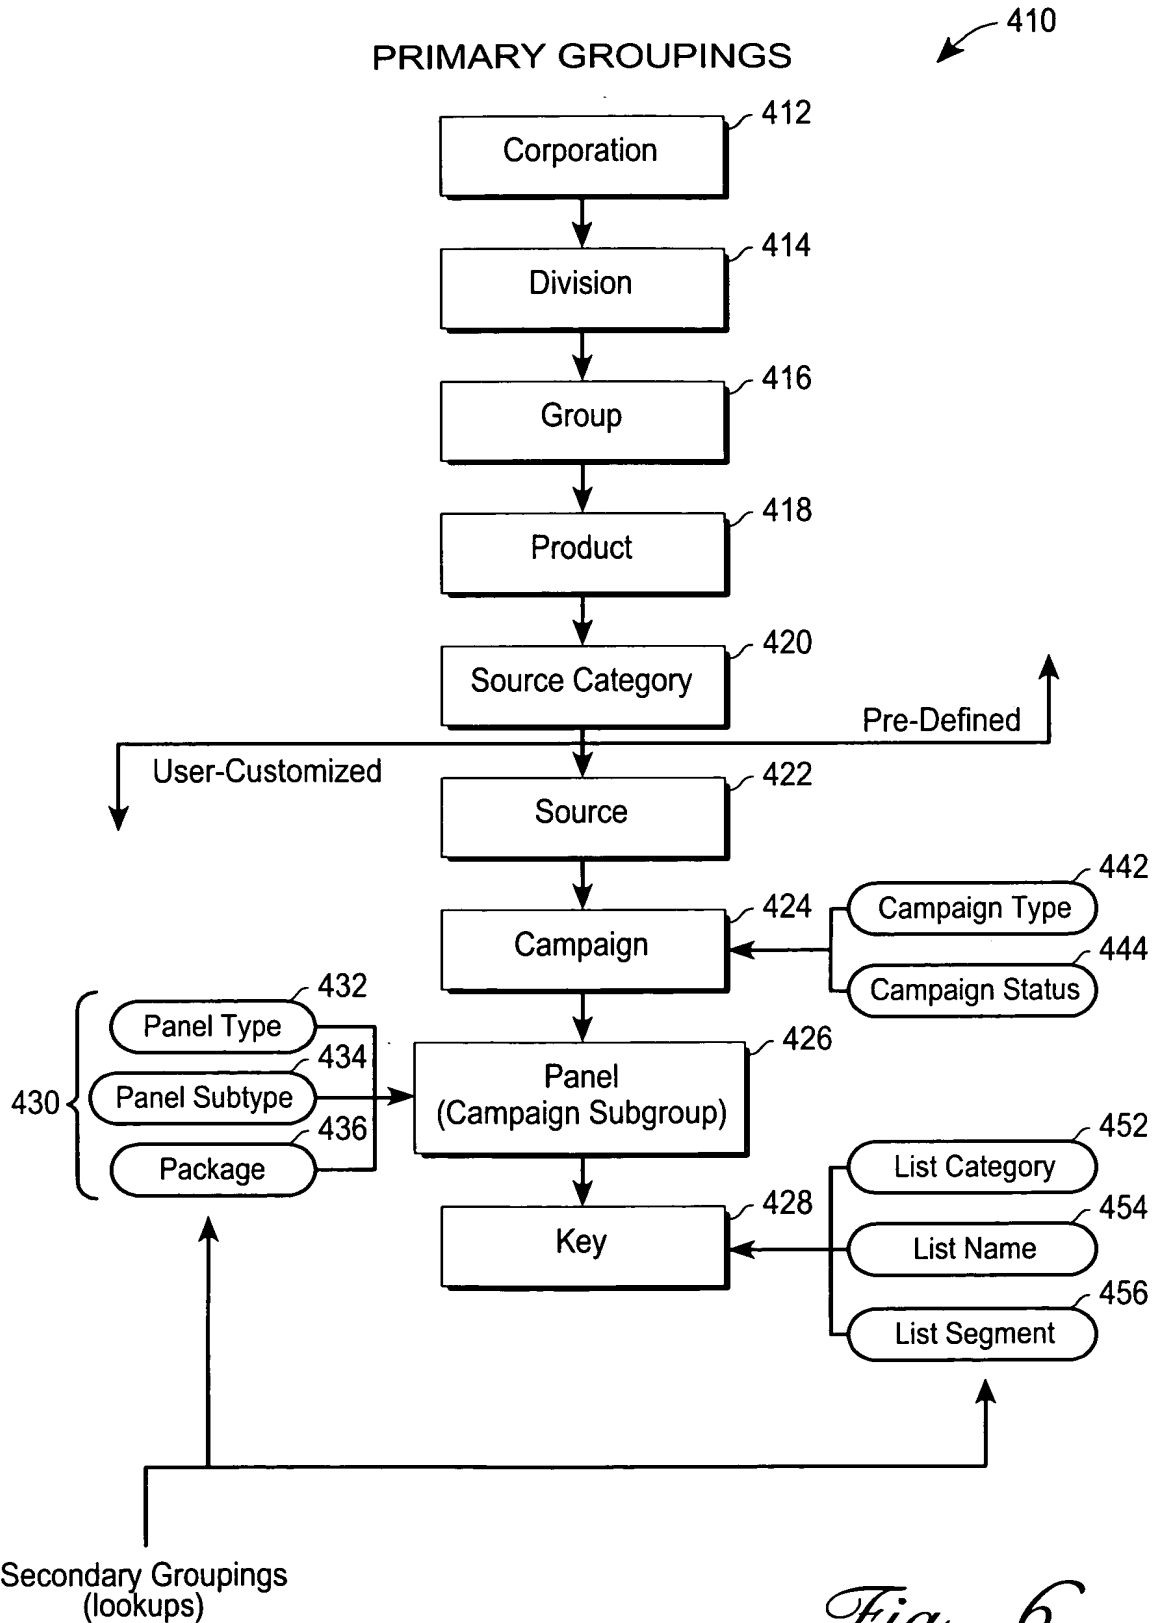 410
PRIMARY GROUPINGS
412
Corporation
414
Division
416
Group
418
Product
420
Source Category
Pre-Defined
User-Customized
422
Source
442
Campaign Type
424
Campaign
444
Campaign Status
432
Panel Type
426
Panel
(Campaign Subgroup)
434
Panel Subtype
430
436
Package
452
List Category
428
Key
454
List Name
456
List Segment
Secondary Groupings
(lookups)
Fig. 6